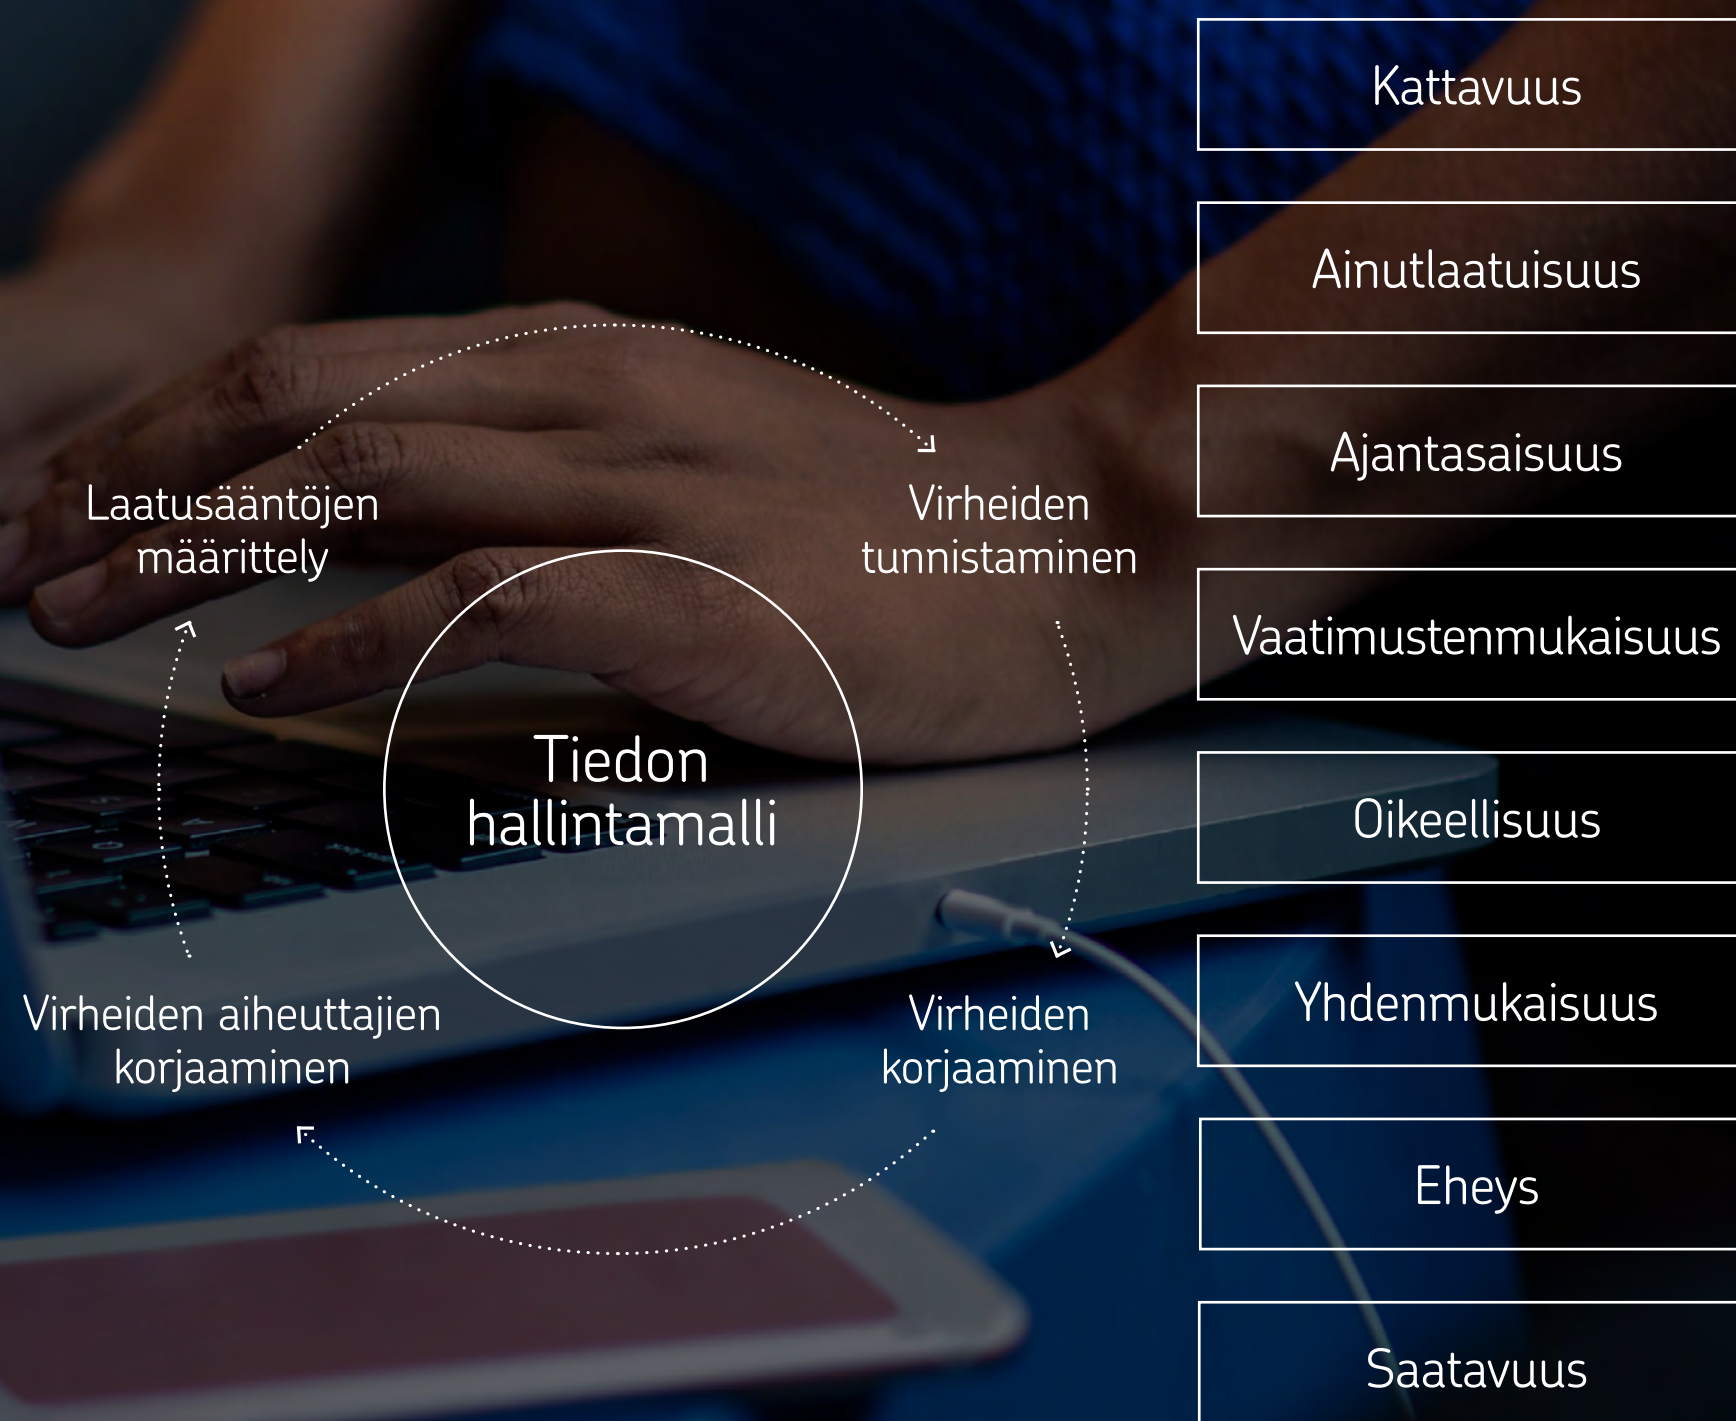 Laatusääntöjen
määrittely
Virheiden
tunnistaminen
Tiedon
hallintamalli
Virheiden aiheuttajien
korjaaminen
Virheiden
korjaaminen
Kattavuus
Ainutlaatuisuus
Ajantasaisuus
Vaatimustenmukaisuus
Oikeellisuus
Yhdenmukaisuus
Eheys
Saatavuus